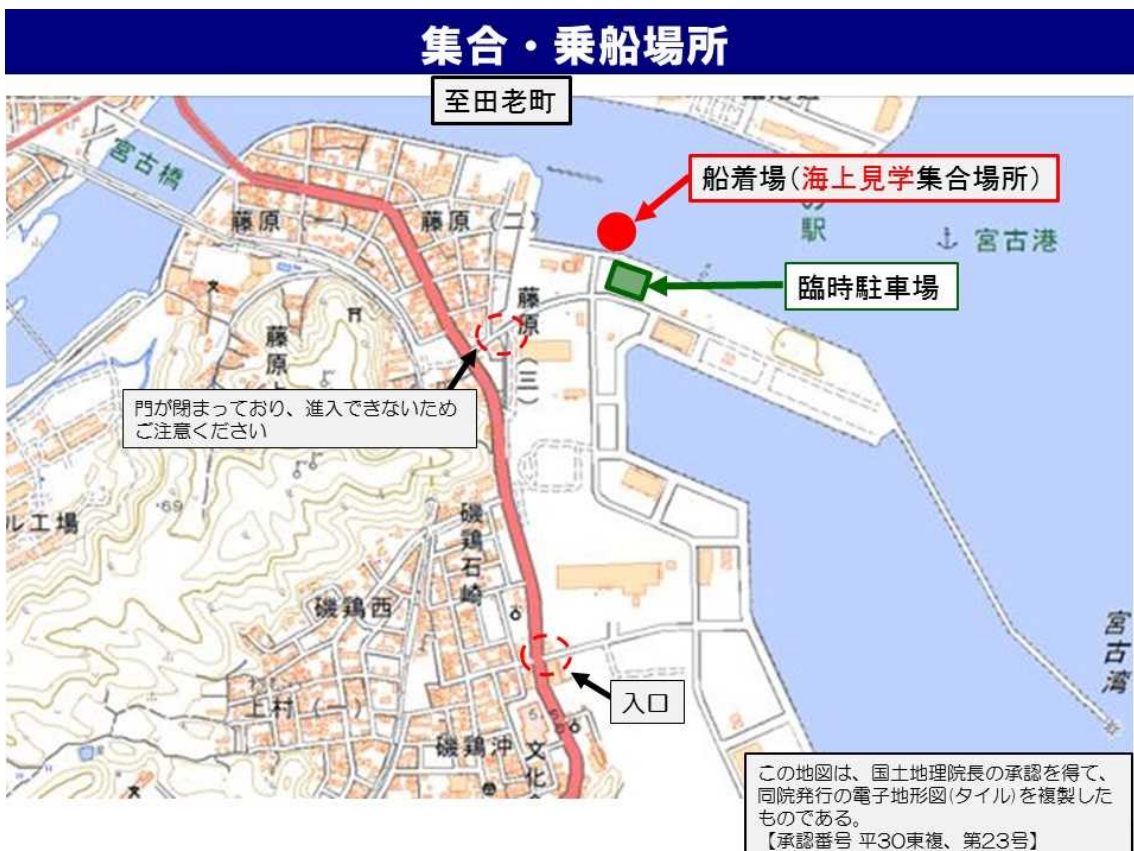 集合・乗船場所
至田老町
宮古橋
藤原（一）
藤原（二）
船着場（海上見学集合場所）
の駅
宮古港
臨時駐車場
藤原（三）
藤原上
門が閉まっており、進入できないため
ご注意ください
・69
ル工場
磯鶏石崎
磯鶏西
宮古湾
入口
上村（一）
磯鶏沖
文化会
この地図は、国土地理院長の承認を得て、
同院発行の電子地形図(タイル)を複製した
ものである。
【承認番号 平30東複、第23号】